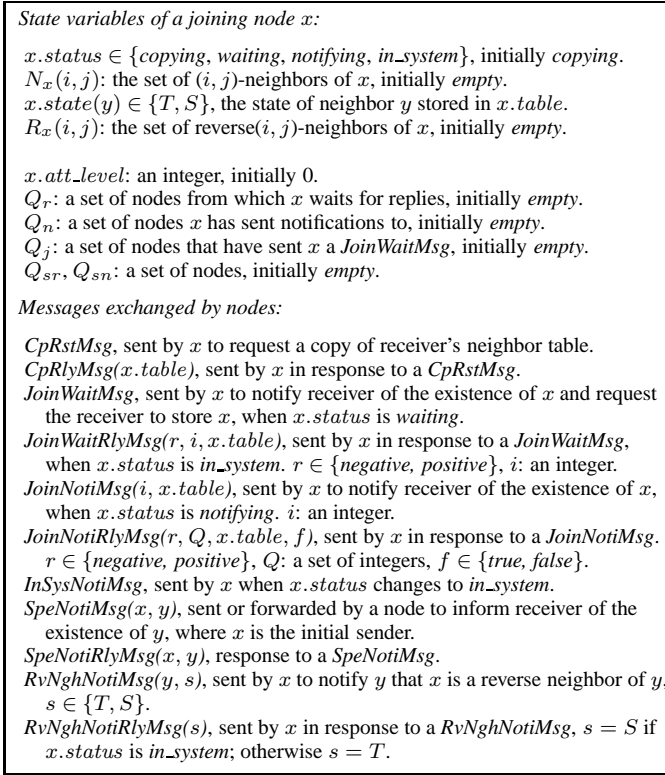 State variables of a joining node x:
x.status ∈ {copying, waiting, notifying, in_system}, initially copying.
N_x(i, j): the set of (i, j)-neighbors of x, initially empty.
x.state(y) ∈ {T, S}, the state of neighbor y stored in x.table.
R_x(i, j): the set of reverse(i, j)-neighbors of x, initially empty.
x.att_level: an integer, initially 0.
Q_r: a set of nodes from which x waits for replies, initially empty.
Q_n: a set of nodes x has sent notifications to, initially empty.
Q_j: a set of nodes that have sent x a JoinWaitMsg, initially empty.
Q_sr, Q_sn: a set of nodes, initially empty.
Messages exchanged by nodes:
CpRstMsg, sent by x to request a copy of receiver's neighbor table.
CpRlyMsg(x.table), sent by x in response to a CpRstMsg.
JoinWaitMsg, sent by x to notify receiver of the existence of x and request
the receiver to store x, when x.status is waiting.
JoinWaitRlyMsg(r, i, x.table), sent by x in response to a JoinWaitMsg,
when x.status is in_system. r ∈ {negative, positive}, i: an integer.
JoinNotiMsg(i, x.table), sent by x to notify receiver of the existence of x,
when x.status is notifying. i: an integer.
JoinNotiRlyMsg(r, Q, x.table, f), sent by x in response to a JoinNotiMsg.
r ∈ {negative, positive}, Q: a set of integers, f ∈ {true, false}.
InSysNotiMsg, sent by x when x.status changes to in_system.
SpeNotiMsg(x, y), sent or forwarded by a node to inform receiver of the
existence of y, where x is the initial sender.
SpeNotiRlyMsg(x, y), response to a SpeNotiMsg.
RvNghNotiMsg(y, s), sent by x to notify y that x is a reverse neighbor of y,
s ∈ {T, S}.
RvNghNotiRlyMsg(s), sent by x in response to a RvNghNotiMsg, s = S if
x.status is in_system; otherwise s = T.